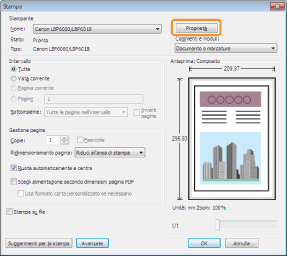 Stampa
Stampante
Nome: Canon LBP6000/LBP6018 Proprietà
Stato: Pronta Commenti e moduli:
Tipo: Canon LBP6000/LBP6018 Documento e marcature
Intervallo Anteprima: Composito
Tutte 209,97
Vista corrente
Pagina corrente
Pagine 1
Sottoinsieme: Tutte le pagine nell'intervallo Inverti pagine
Gestione pagine
Copie: 1 Fascicola 296,93
Ridimensionamento pagina: Riduci all'area di stampa
Ruota automaticamente e centra
Scegli alimentazione secondo dimension pagina PDF
Usa formato carta personalizzato se necessario
Unità: mm Zoom: 100%
Stampa su file
1/1
Suggerimenti per la stampa Avanzate OK Annulla